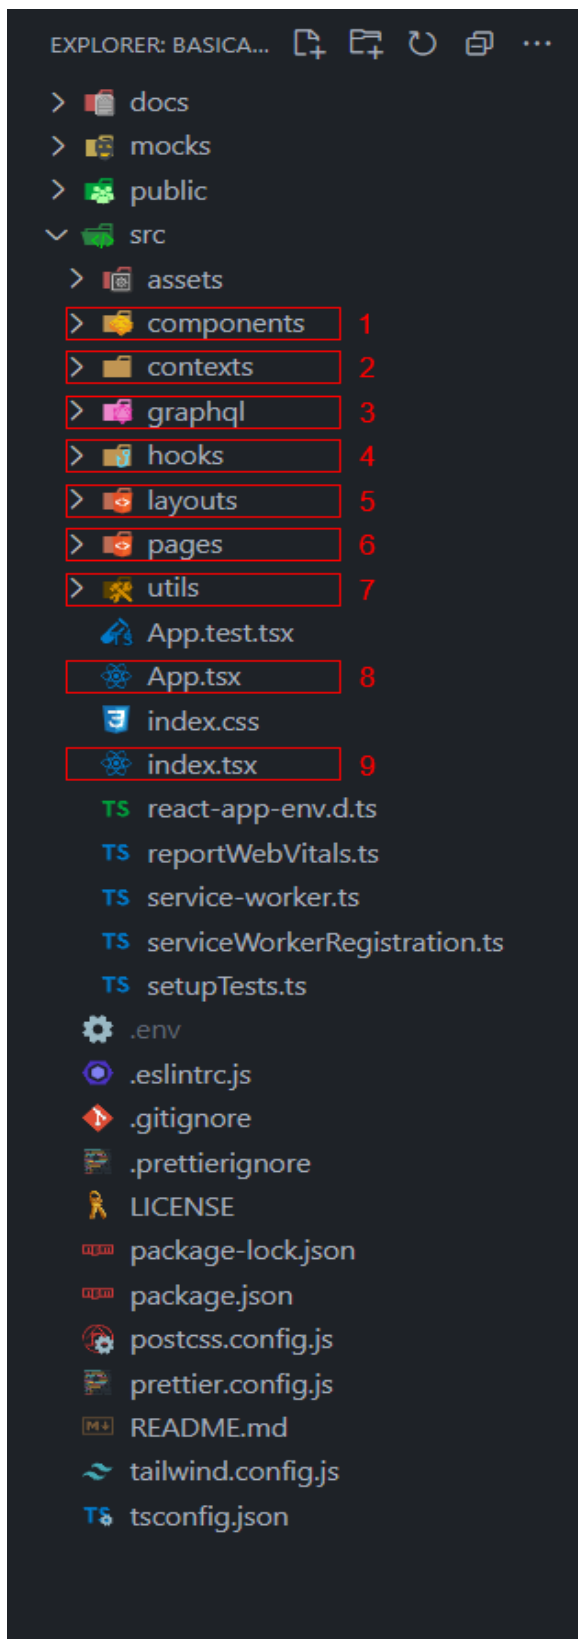 EXPLORER: BASICA...
docs
mocks
public
src
assets
components 1
contexts 2
graphql 3
hooks 4
layouts 5
pages 6
utils 7
App.test.tsx
App.tsx 8
index.css
index.tsx 9
TS react-app-env.d.ts
TS reportWebVitals.ts
TS service-worker.ts
TS serviceWorkerRegistration.ts
TS setupTests.ts
.env
.eslintrc.js
.gitignore
.prettierignore
LICENSE
package-lock.json
package.json
postcss.config.js
prettier.config.js
README.md
tailwind.config.js
TS tsconfig.json